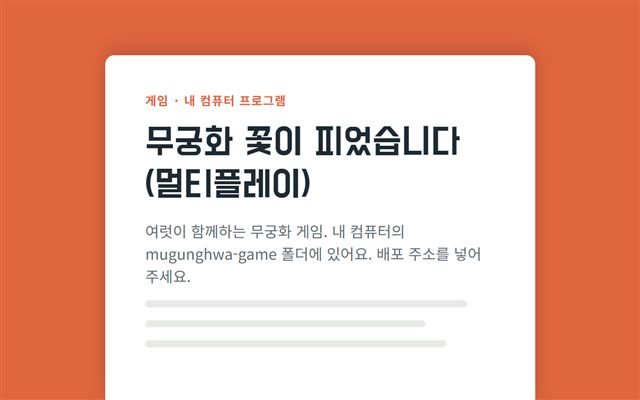 게임 · 내 컴퓨터 프로그램
무궁화 꽃이 피었습니다
(멀티플레이)
여럿이 함께하는 무궁화 게임. 내 컴퓨터의
mugunghwa-game 폴더에 있어요. 배포 주소를 넣어
주세요.